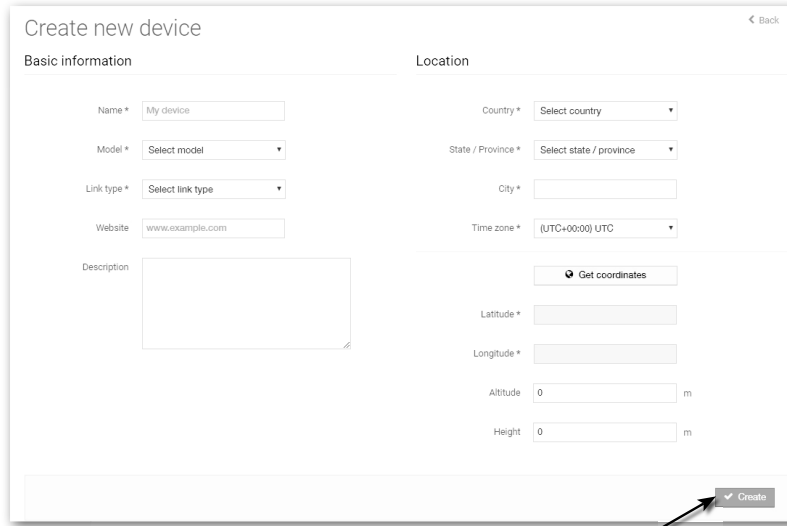 Create new device
Back
Basic information
Name *
My device
Model *
Select model
Link type *
Select link type
Website
www.example.com
Description
Location
Country *
Select country
State / Province *
Select state / province
City *
Time zone *
(UTC+00:00) UTC
Get coordinates
Latitude *
Longitude *
Altitude
0
m
Height
0
m
Create